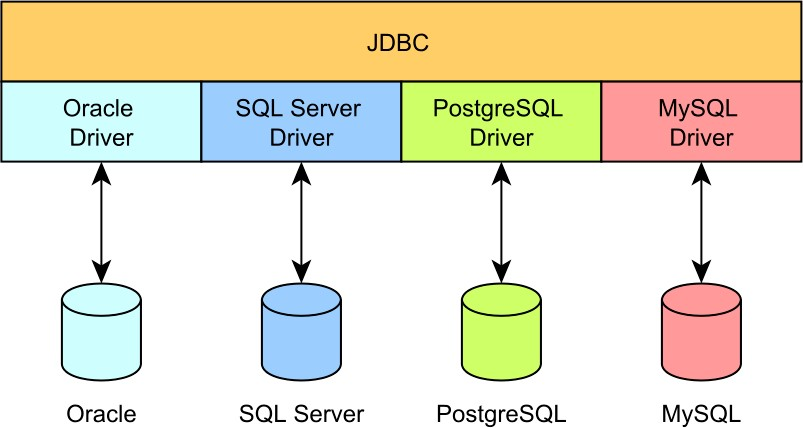 JDBC
Oracle
Driver
SQL Server
Driver
PostgreSQL
Driver
MySQL
Driver
Oracle
SQL Server
PostgreSQL
MySQL